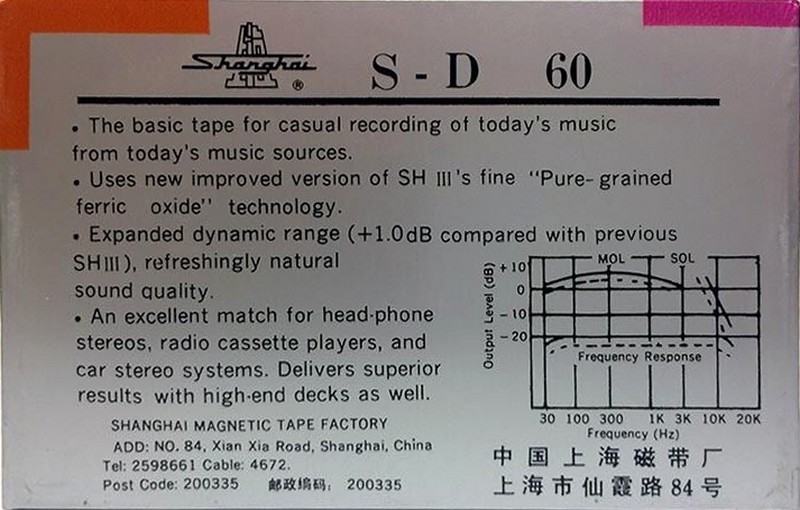 Shanghai ®
S - D 60
• The basic tape for casual recording of today's music
from today's music sources.
• Uses new improved version of SH III's fine "Pure-grained
ferric oxide" technology.
• Expanded dynamic range (+1.0dB compared with previous
SHIII), refreshingly natural
sound quality.
• An excellent match for head-phone
stereos, radio cassette players, and
car stereo systems. Delivers superior
results with high-end decks as well.
SHANGHAI MAGNETIC TAPE FACTORY
ADD: NO. 84, Xian Xia Road, Shanghai, China
Tel: 2598661 Cable: 4672.
Post Code: 200335 邮政编码: 200335
MOL SOL
Output Level (dB)
+10
0
-10
-20
Frequency Response
30 100 300 1K 3K 10K 20K
Frequency (Hz)
中国上海磁带厂
上海市仙霞路84号